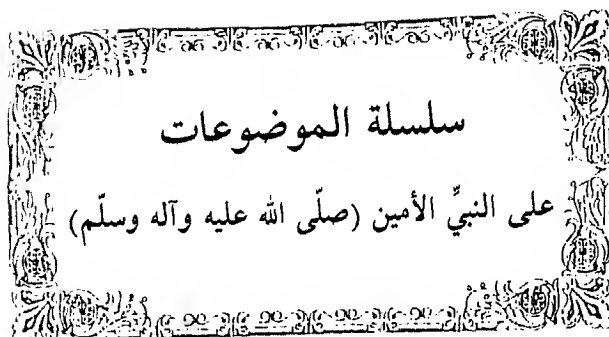 سلسلة الموضوعات
على النبيِّ الأمين (صلّى الله عليه وآله وسلّم)